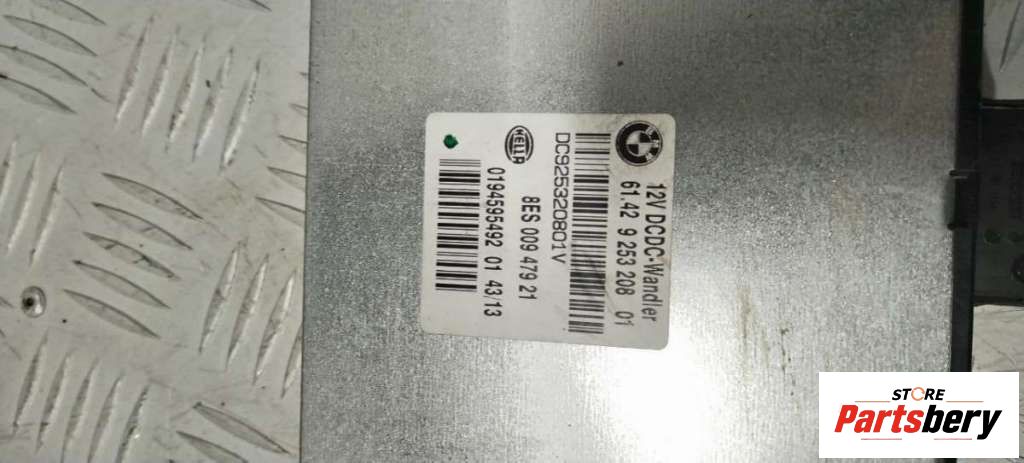 12V DCDC-Wandler
61.42 9 253 208 01
DC925320801V
HELLA
8ES 009 479 21
0194595492 01 43/13
STORE
Partsbery